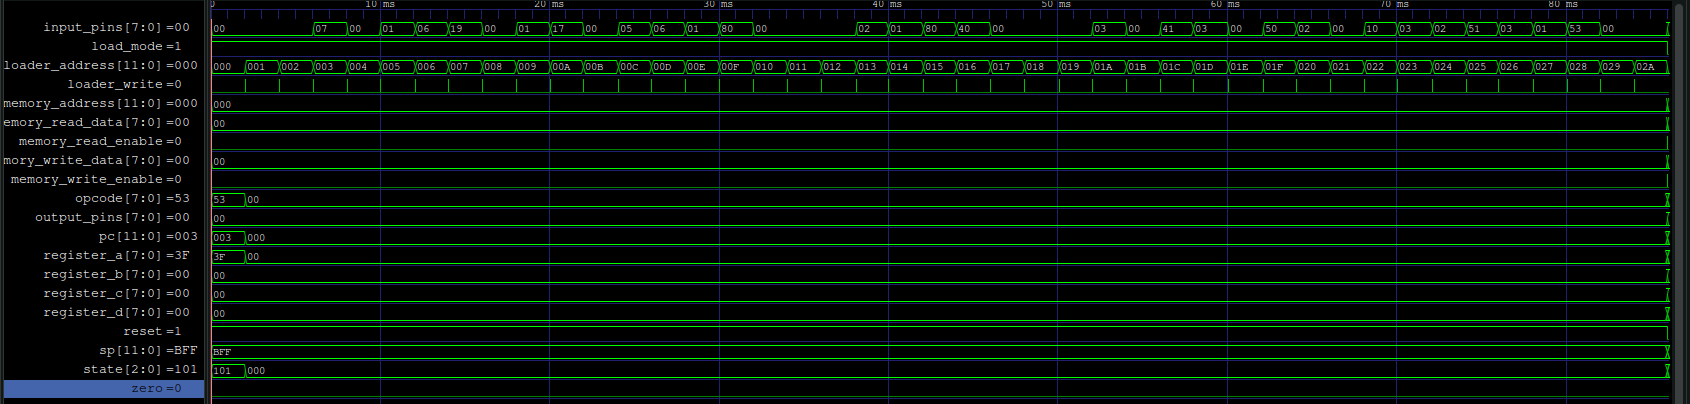 0 10 ms 20 ms 30 ms 40 ms 50 ms 60 ms 70 ms 80 ms
input_pins[7:0]=00 00 07 00 01 06 19 00 01 17 00 05 06 01 80 00 02 01 80 40 00 03 00 41 03 00 50 02 00 10 03 02 51 03 01 53 00
load_mode=1
loader_address[11:0]=000 000 001 002 003 004 005 006 007 008 009 00A 00B 00C 00D 00E 00F 010 011 012 013 014 015 016 017 018 019 01A 01B 01C 01D 01E 01F 020 021 022 023 024 025 026 027 028 029 02A
loader_write=0
memory_address[11:0]=000 000
emory_read_data[7:0]=00 00
memory_read_enable=0
mory_write_data[7:0]=00 00
memory_write_enable=0
opcode[7:0]=53 53 00
output_pins[7:0]=00 00
pc[11:0]=003 003 000
register_a[7:0]=3F 3F 00
register_b[7:0]=00 00
register_c[7:0]=00 00
register_d[7:0]=00 00
reset=1
sp[11:0]=BFF BFF
state[2:0]=101 101 000
zero=0